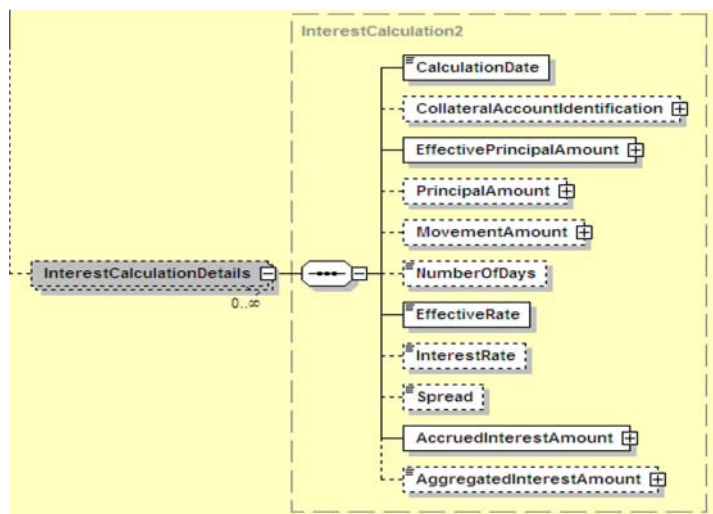 InterestCalculation2
CalculationDate
CollateralAccountIdentification
EffectivePrincipalAmount
PrincipalAmount
MovementAmount
InterestCalculationDetails
0..∞
NumberOfDays
EffectiveRate
InterestRate
Spread
AccruedInterestAmount
AggregatedInterestAmount